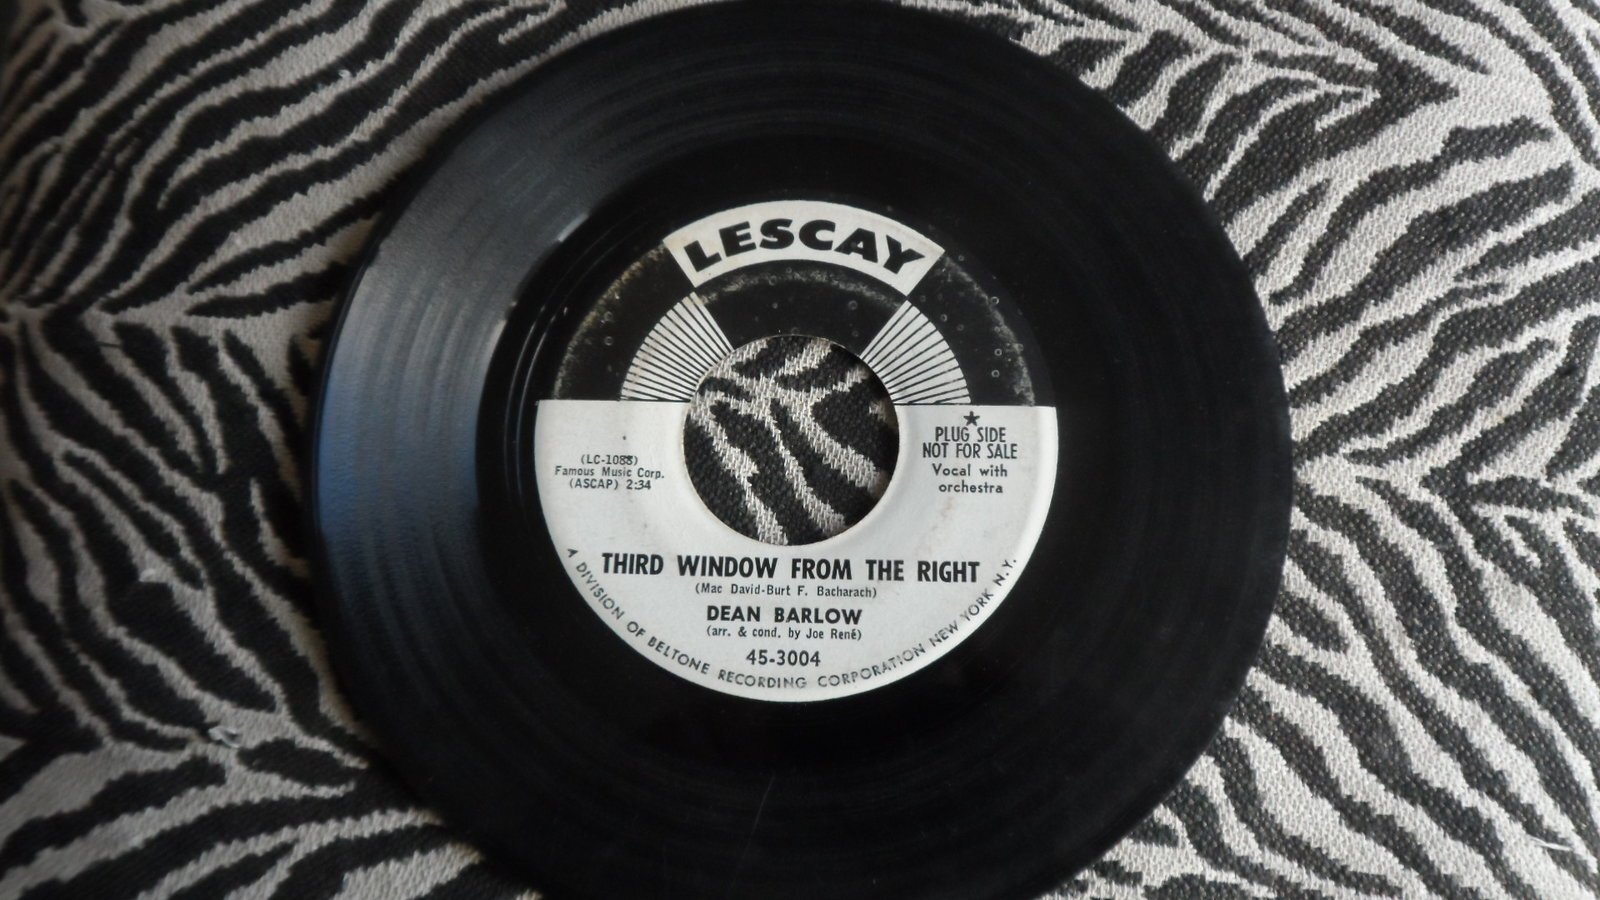 LESCAY
★
PLUG SIDE
NOT FOR SALE
Vocal with
orchestra
(LC-1088)
Famous Music Corp.
(ASCAP) 2:34
THIRD WINDOW FROM THE RIGHT
(Mac David-Burt F. Bacharach)
DEAN BARLOW
(arr. & cond. by Joe René)
45-3004
A DIVISION OF BELTONE RECORDING CORPORATION NEW YORK N.Y.